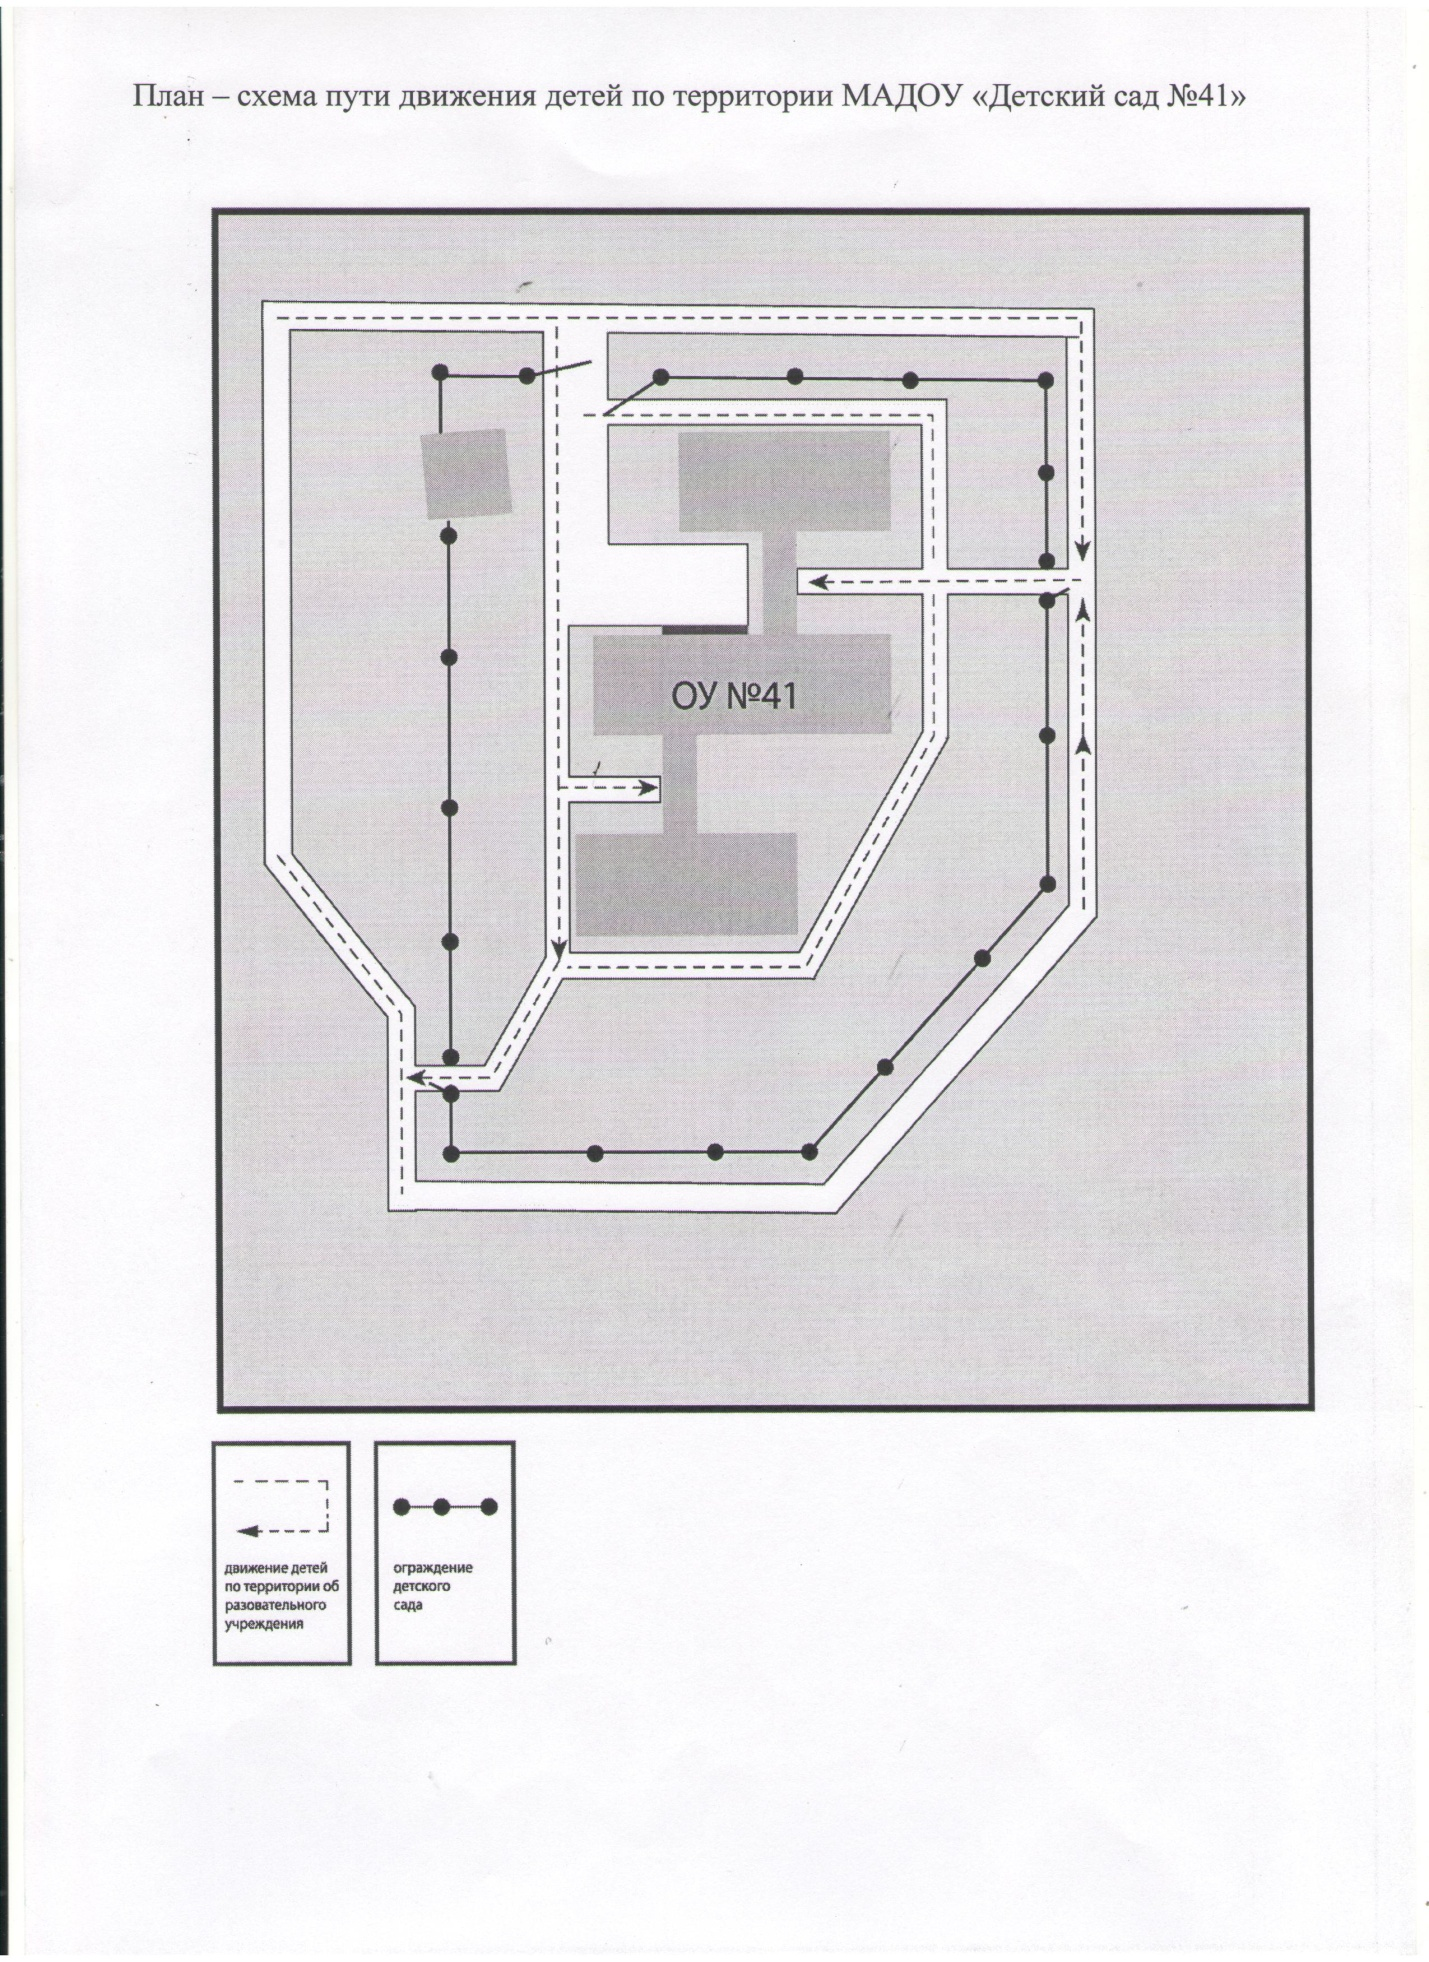 План – схема пути движения детей по территории МАДОУ «Детский сад №41»
ОУ №41
движение детей
по территории об
разовательного
учреждения
ограждение
детского
сада